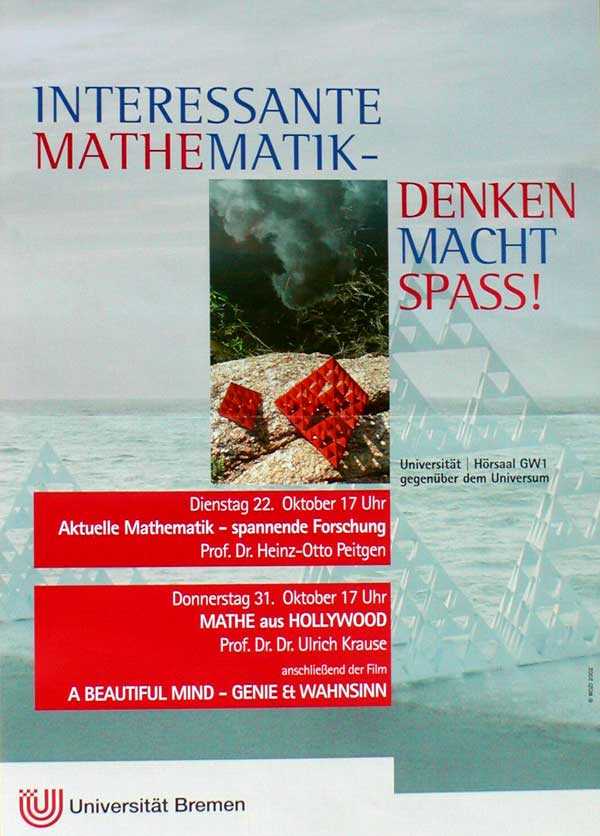 INTERESSANTE
MATHEMATIK-
DENKEN
MACHT
SPASS!
Universität | Hörsaal GW1
gegenüber dem Universum
Dienstag 22. Oktober 17 Uhr
Aktuelle Mathematik – spannende Forschung
Prof. Dr. Heinz-Otto Peitgen
Donnerstag 31. Oktober 17 Uhr
MATHE aus HOLLYWOOD
Prof. Dr. Dr. Ulrich Krause
anschließend der Film
A BEAUTIFUL MIND – GENIE & WAHNSINN
Universität Bremen